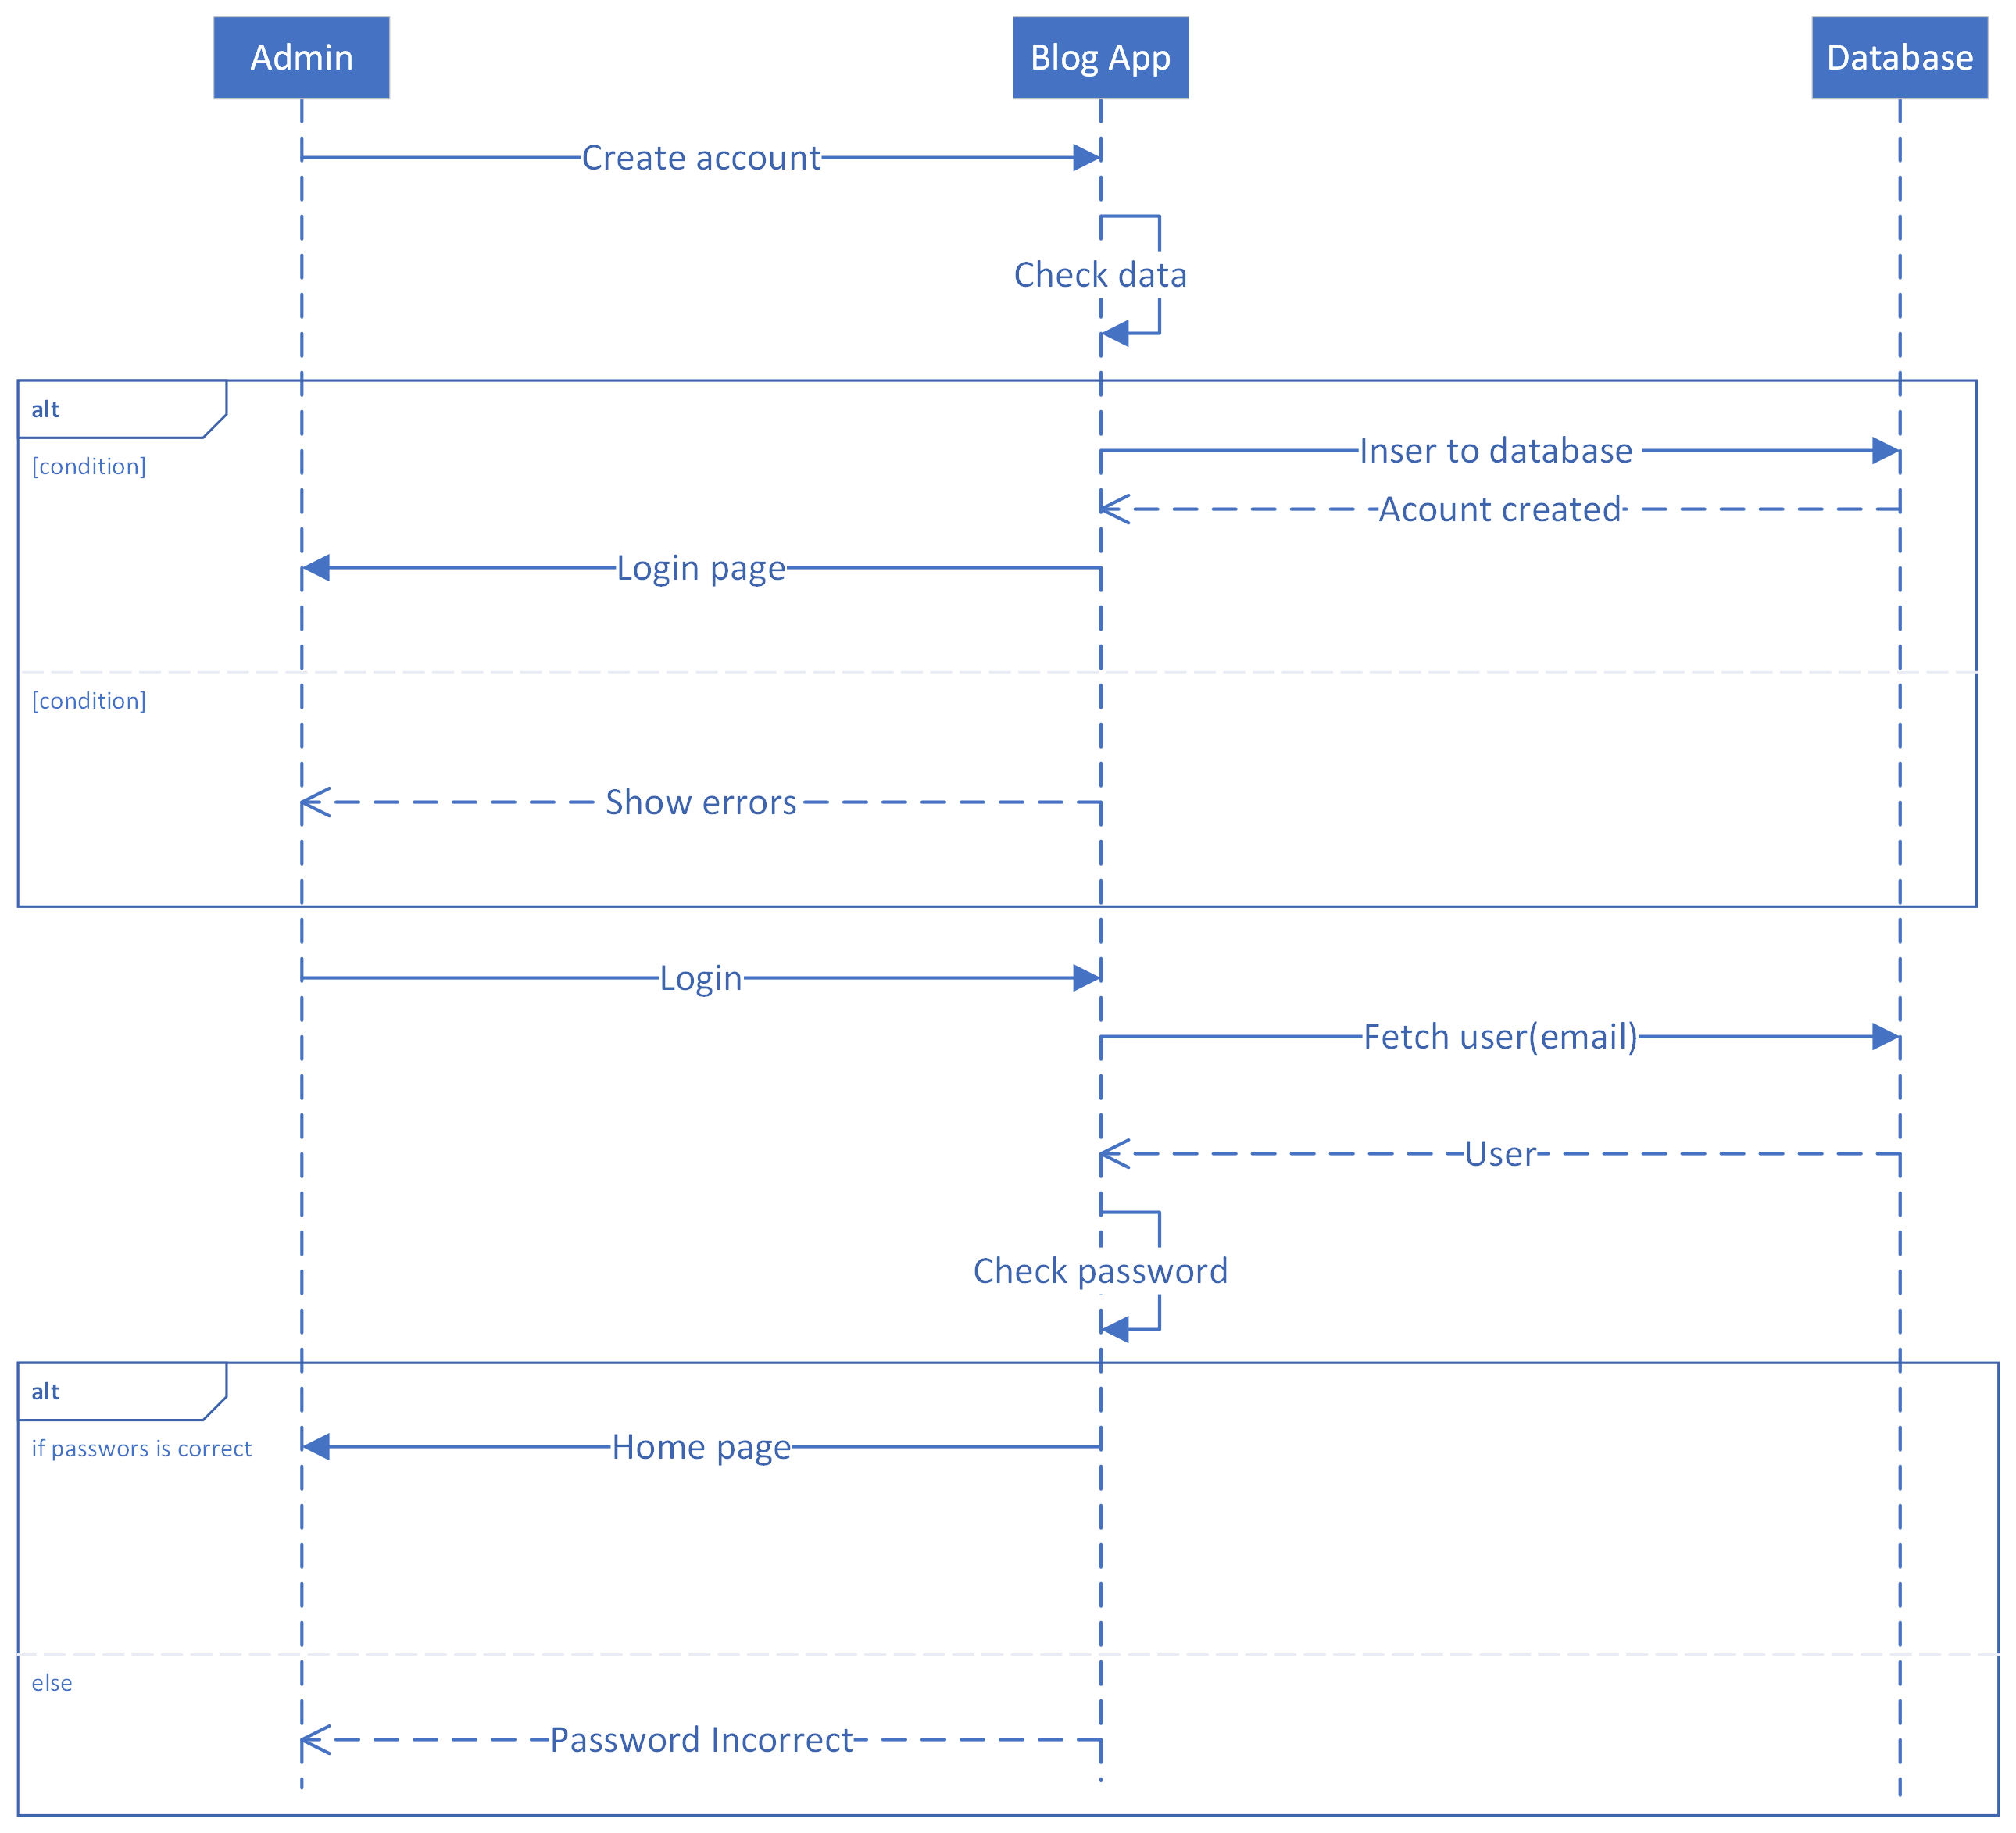 Admin
Blog App
Database
Create account
Check data
alt
[condition]
Inser to database
Acount created
Login page
[condition]
Show errors
Login
Fetch user(email)
User
Check password
alt
if passwors is correct
Home page
else
Password Incorrect